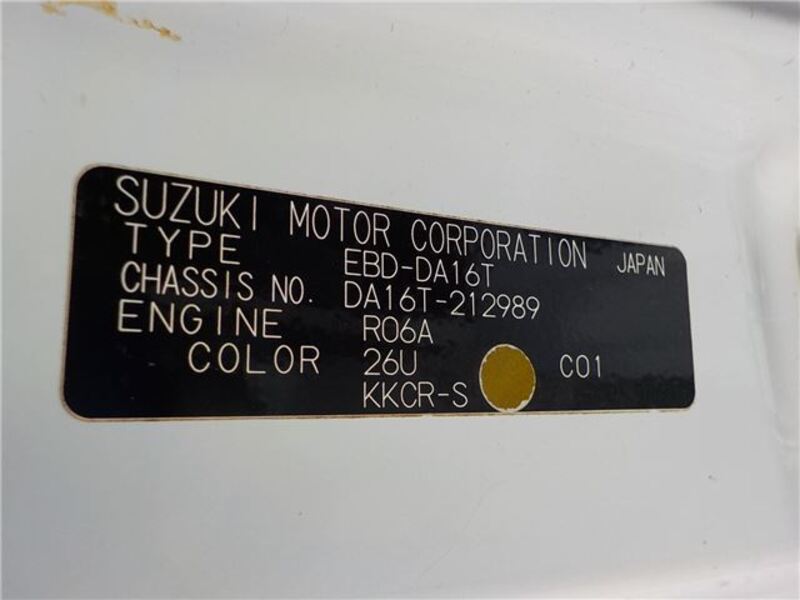 SUZUKI MOTOR CORPORATION JAPAN
TYPE EBD-DA16T
CHASSIS NO. DA16T-212989
ENGINE R06A
COLOR 26U C01
KKCR-S